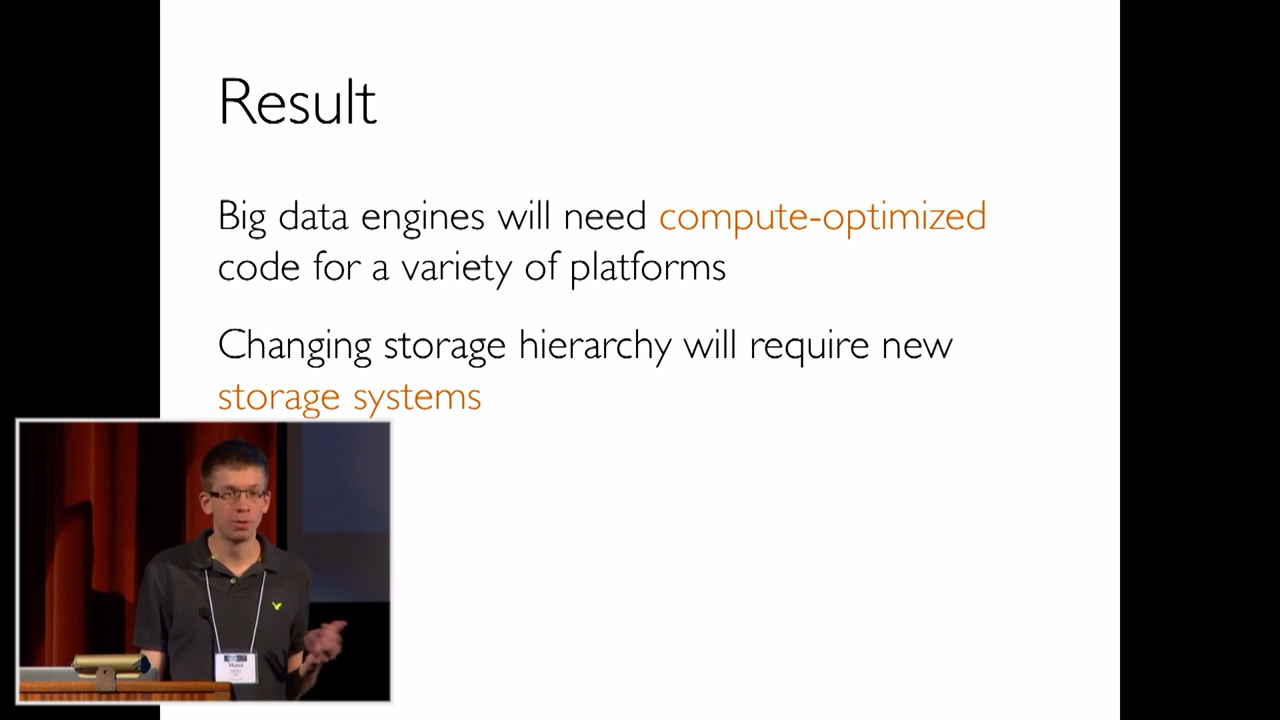 Result
Big data engines will need compute-optimized
code for a variety of platforms
Changing storage hierarchy will require new
storage systems